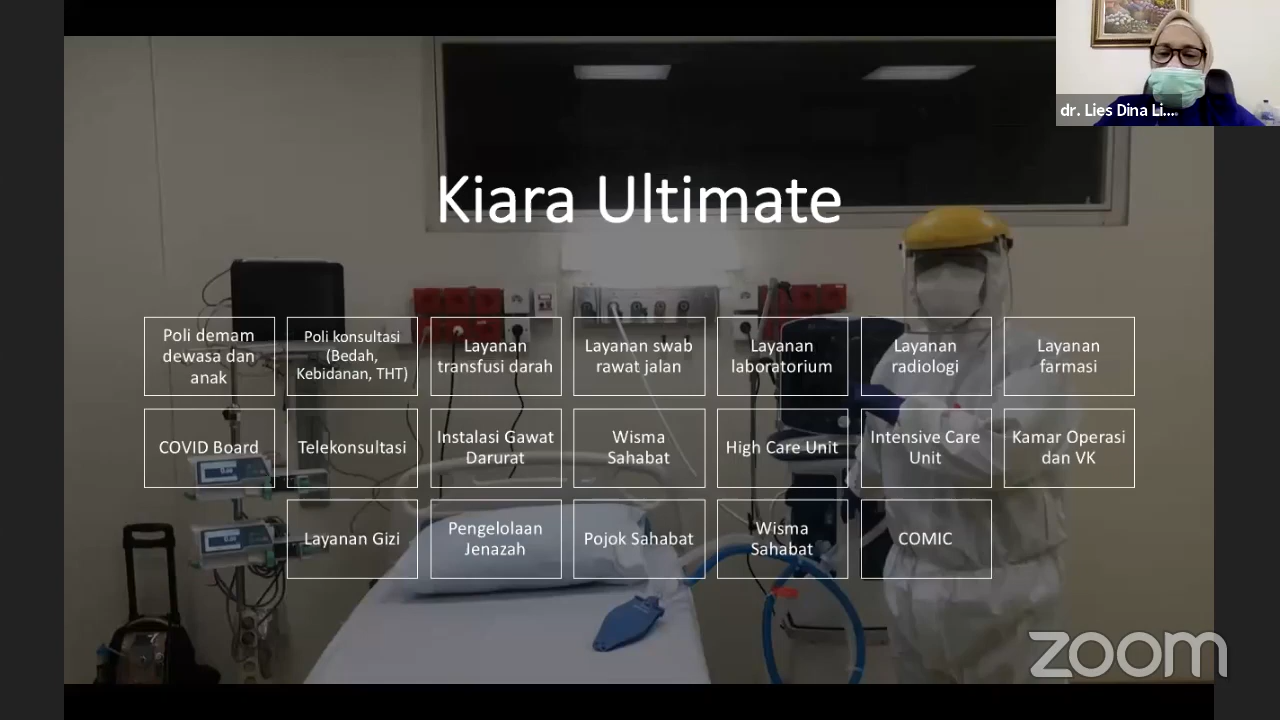 dr. Lies Dina Li...
Kiara Ultimate
Poli demam
dewasa dan
anak
Poli konsultasi
(Bedah,
Kebidanan, THT)
Layanan
transfusi darah
Layanan swab
rawat jalan
Layanan
laboratorium
Layanan
radiologi
Layanan
farmasi
COVID Board
Telekonsultasi
Instalasi Gawat
Darurat
Wisma
Sahabat
High Care Unit
Intensive Care
Unit
Kamar Operasi
dan VK
Layanan Gizi
Pengelolaan
Jenazah
Pojok Sahabat
Wisma
Sahabat
COMIC
zoom